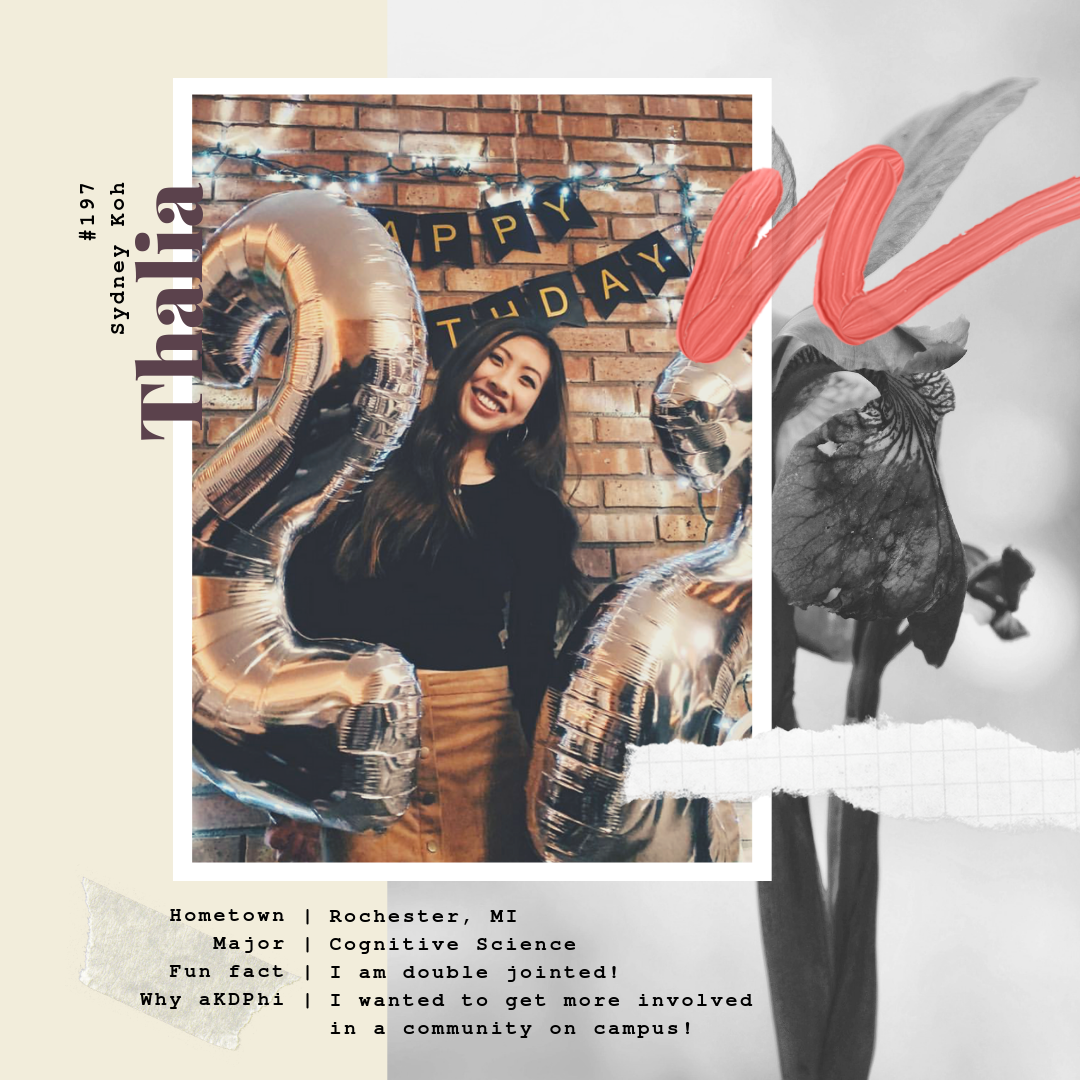 #197
Sydney Koh
Thalia
APPY
THDAY
Hometown | Rochester, MI
Major | Cognitive Science
Fun fact | I am double jointed!
Why aKDPhi | I wanted to get more involved
in a community on campus!